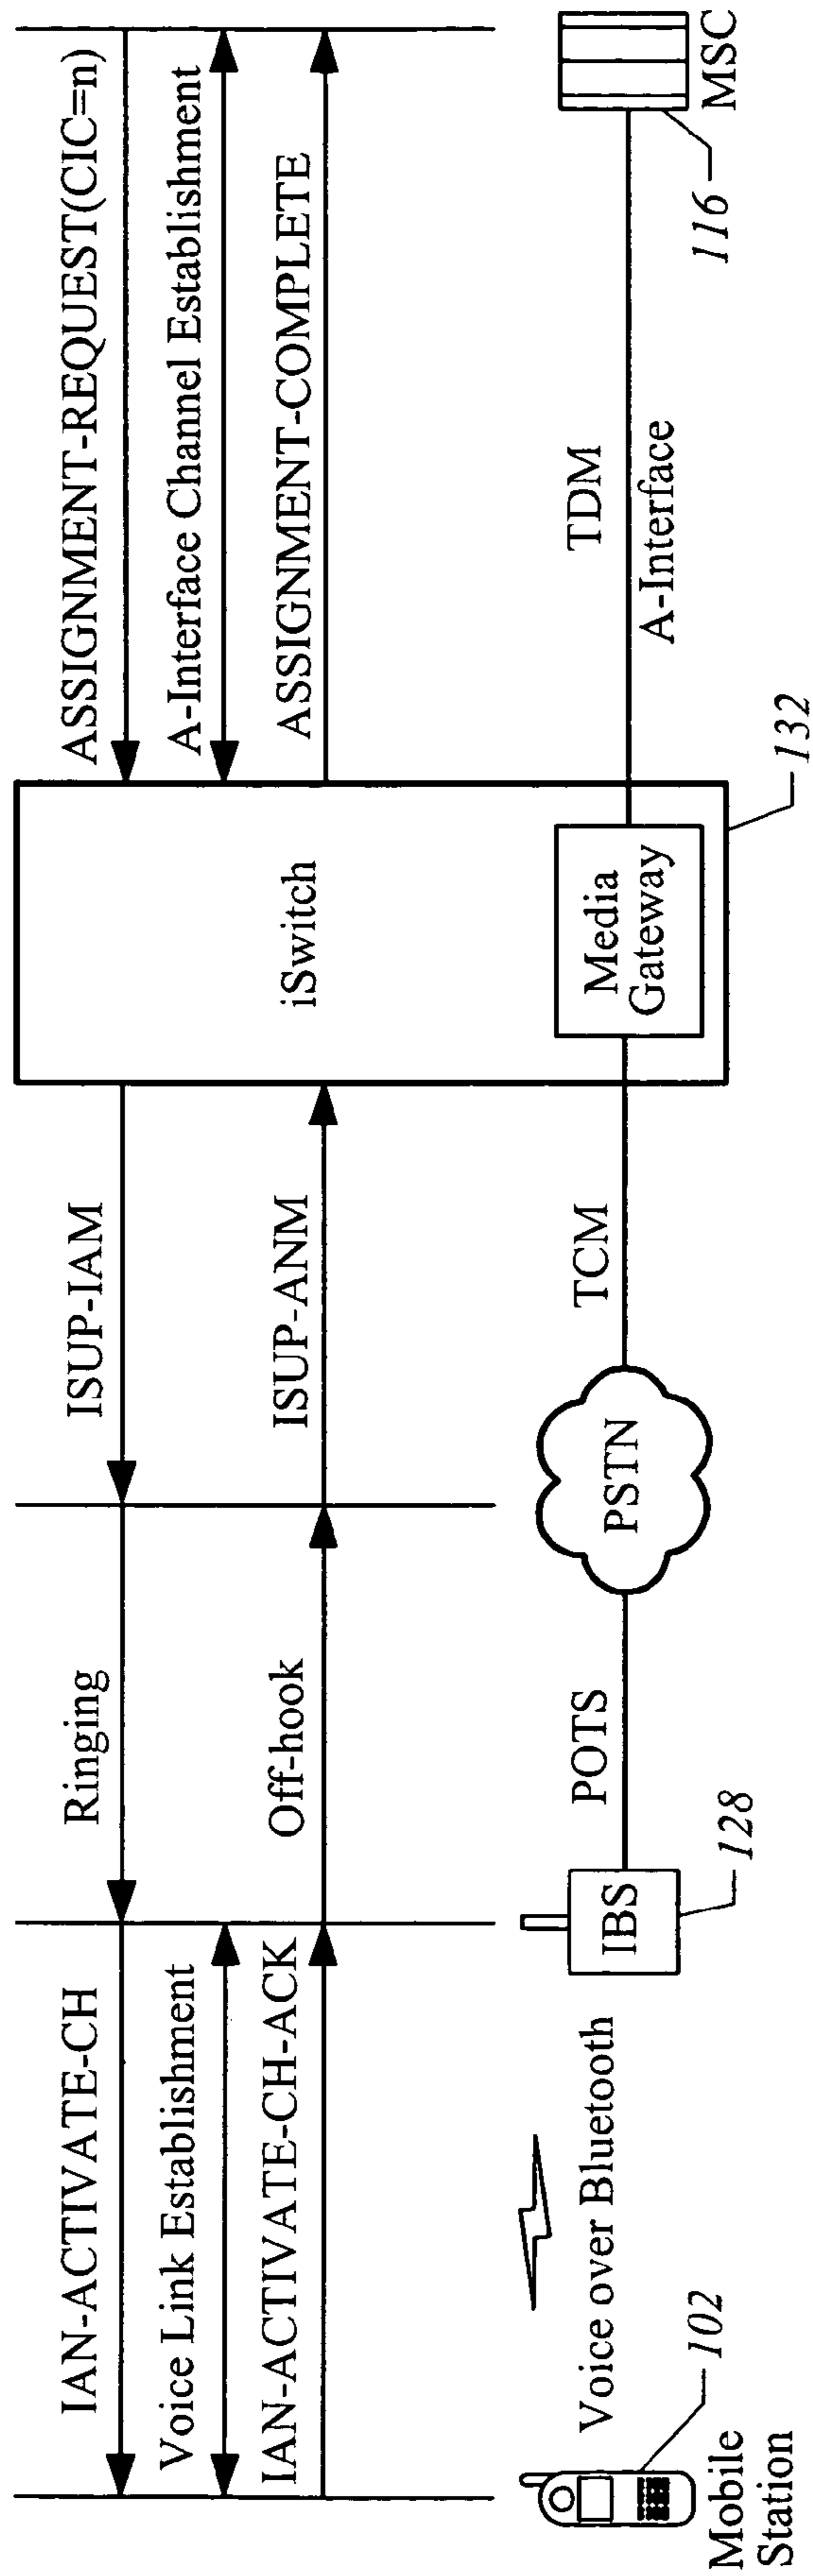 IAN-ACTIVATE-CH
Ringing
ISUP-IAM
ASSIGNMENT-REQUEST(CIC=n)
Voice Link Establishment
A-Interface Channel Establishment
IAN-ACTIVATE-CH-ACK
Off-hook
ISUP-ANM
iSwitch
ASSIGNMENT-COMPLETE
Voice over Bluetooth
IBS
POTS
PSTN
TCM
Media
Gateway
TDM
A-Interface
102
128
132
116
Mobile
Station
MSC